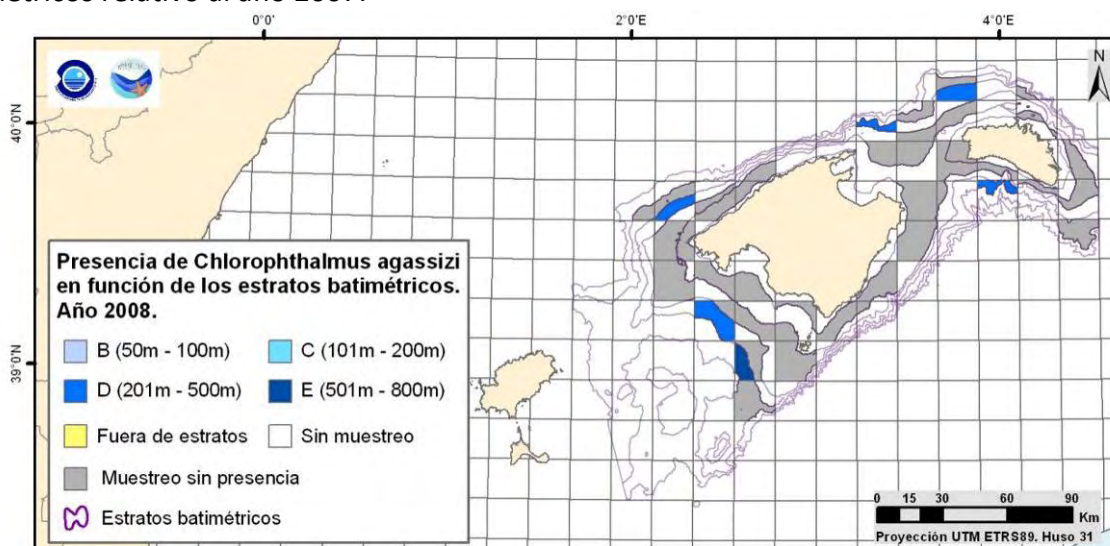 0°0'
2°0'E
4°0'E
40°0'N
39°0'N
N
Presencia de Chlorophthalmus agassizi
en función de los estratos batimétricos.
Año 2008.
B (50m - 100m)
C (101m - 200m)
D (201m - 500m)
E (501m - 800m)
Fuera de estratos
Sin muestreo
Muestreo sin presencia
Estratos batimétricos
0 15 30 60 90
Km
Proyección UTM ETRS89. Huso 31